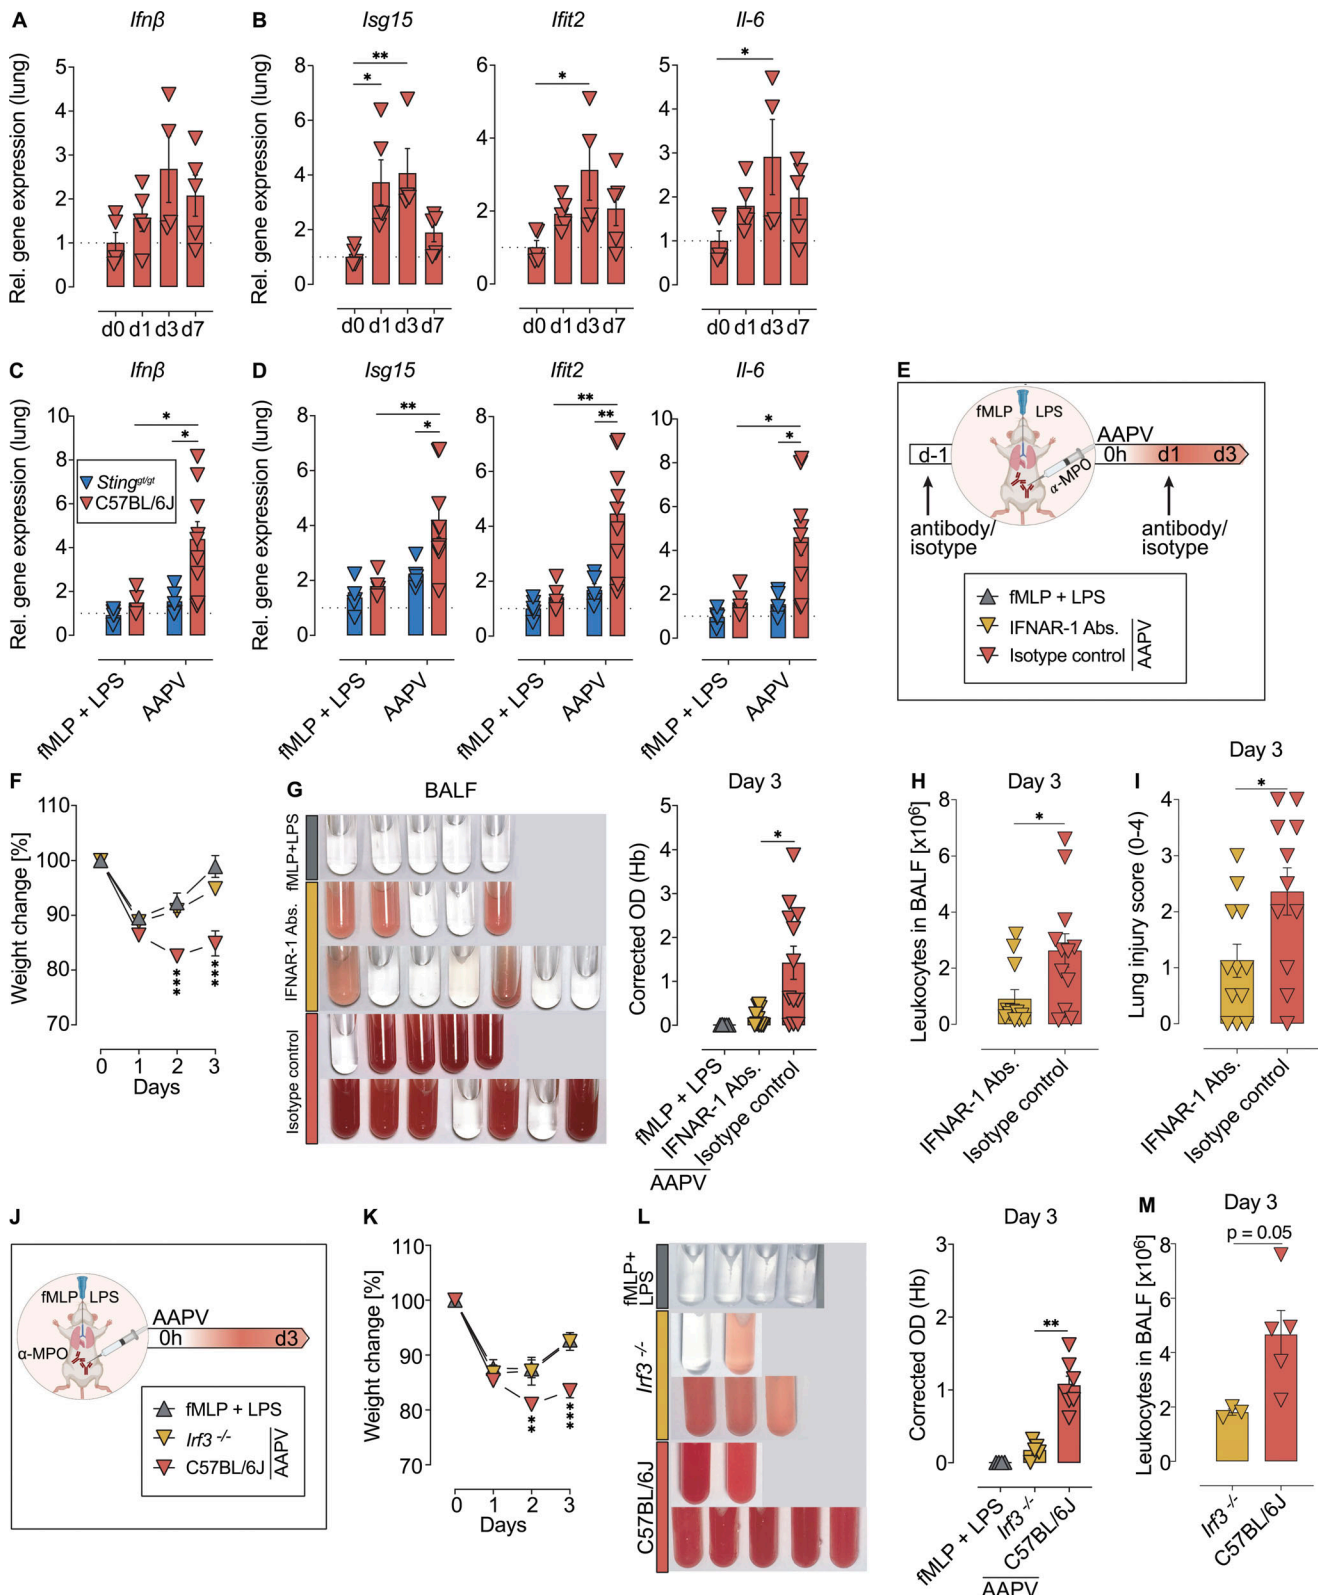 A
Ifnβ
Rel. gene expression (lung)
5
4
3
2
1
0
d0 d1 d3 d7
B
Isg15
Rel. gene expression (lung)
8
6
4
2
0
**
*
d0 d1 d3 d7
Ifit2
6
4
2
0
*
d0 d1 d3 d7
Il-6
5
4
3
2
1
0
*
d0 d1 d3 d7
C
Ifnβ
Rel. gene expression (lung)
10
8
6
4
2
0
*
*
Sting gt/gt
C57BL/6J
fMLP + LPS
AAPV
D
Isg15
Rel. gene expression (lung)
8
6
4
2
0
**
*
fMLP + LPS
AAPV
Ifit2
8
6
4
2
0
**
**
fMLP + LPS
AAPV
Il-6
10
8
6
4
2
0
*
*
fMLP + LPS
AAPV
E
fMLP LPS
α-MPO
d-1
AAPV
0h d1 d3
antibody/
isotype
antibody/
isotype
fMLP + LPS
IFNAR-1 Abs.
Isotype control
AAPV
F
Weight change [%]
110
100
90
80
70
***
***
0 1 2 3
Days
G
BALF
fMLP+LPS
IFNAR-1 Abs.
Isotype control
Day 3
Corrected OD (Hb)
5
4
3
2
1
0
*
fMLP + LPS
IFNAR-1 Abs.
Isotype control
AAPV
H
Day 3
Leukocytes in BALF [x10⁶]
8
6
4
2
0
*
IFNAR-1 Abs.
Isotype control
I
Day 3
Lung injury score (0-4)
4
3
2
1
0
*
IFNAR-1 Abs.
Isotype control
J
fMLP LPS
α-MPO
AAPV
0h d3
fMLP + LPS
Irf3 -/-
C57BL/6J
AAPV
K
Weight change [%]
110
100
90
80
70
**
***
0 1 2 3
Days
L
fMLP+
LPS
Irf3 -/-
C57BL/6J
Day 3
Corrected OD (Hb)
3
2
1
0
**
fMLP + LPS
Irf3 -/-
C57BL/6J
AAPV
M
Day 3
p = 0.05
Leukocytes in BALF [x10⁶]
8
6
4
2
0
Irf3 -/-
C57BL/6J